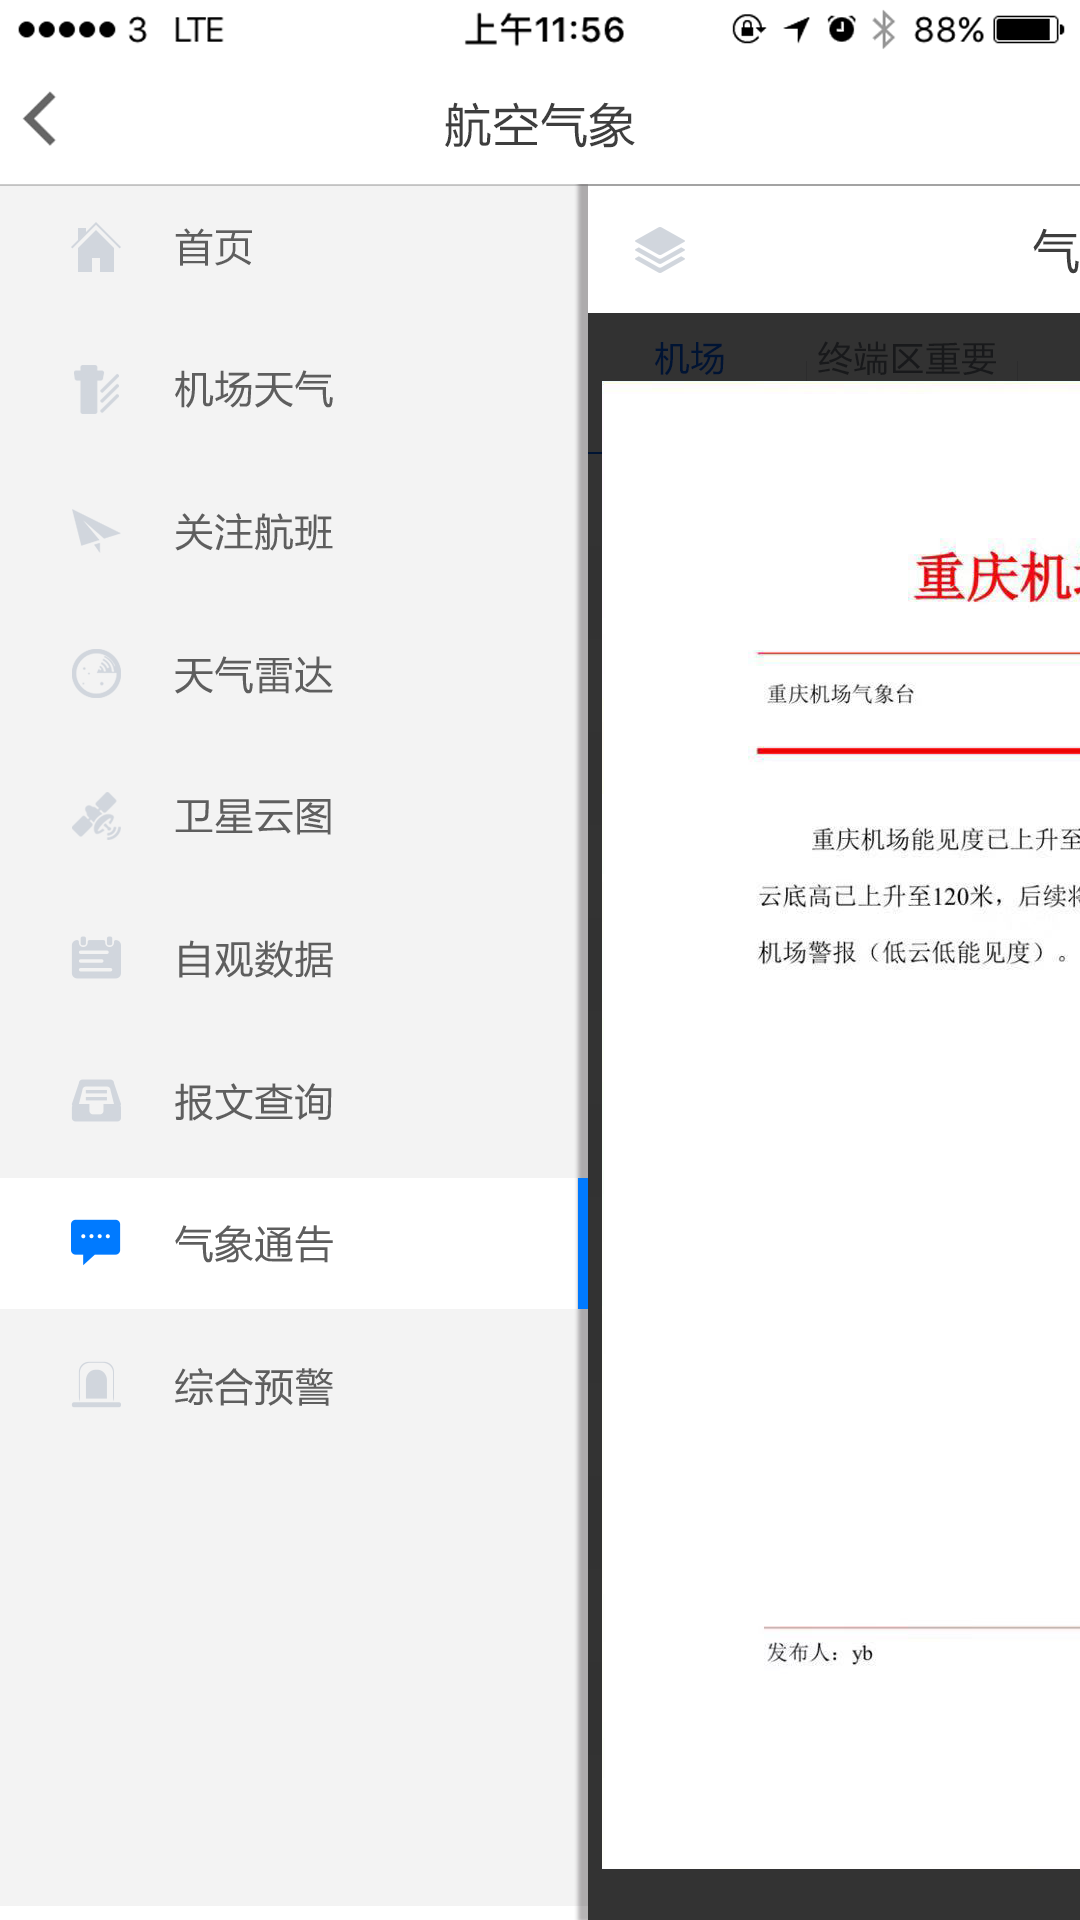 3 LTE 上午11:56 88%
航空气象
首页
机场天气
关注航班
天气雷达
卫星云图
自观数据
报文查询
气象通告
综合预警
气
机场 终端区重要
重庆机
重庆机场气象台
重庆机场能见度已上升至
云底高已上升至120米，后续
机场警报（低云低能见度）。
发布人：yb